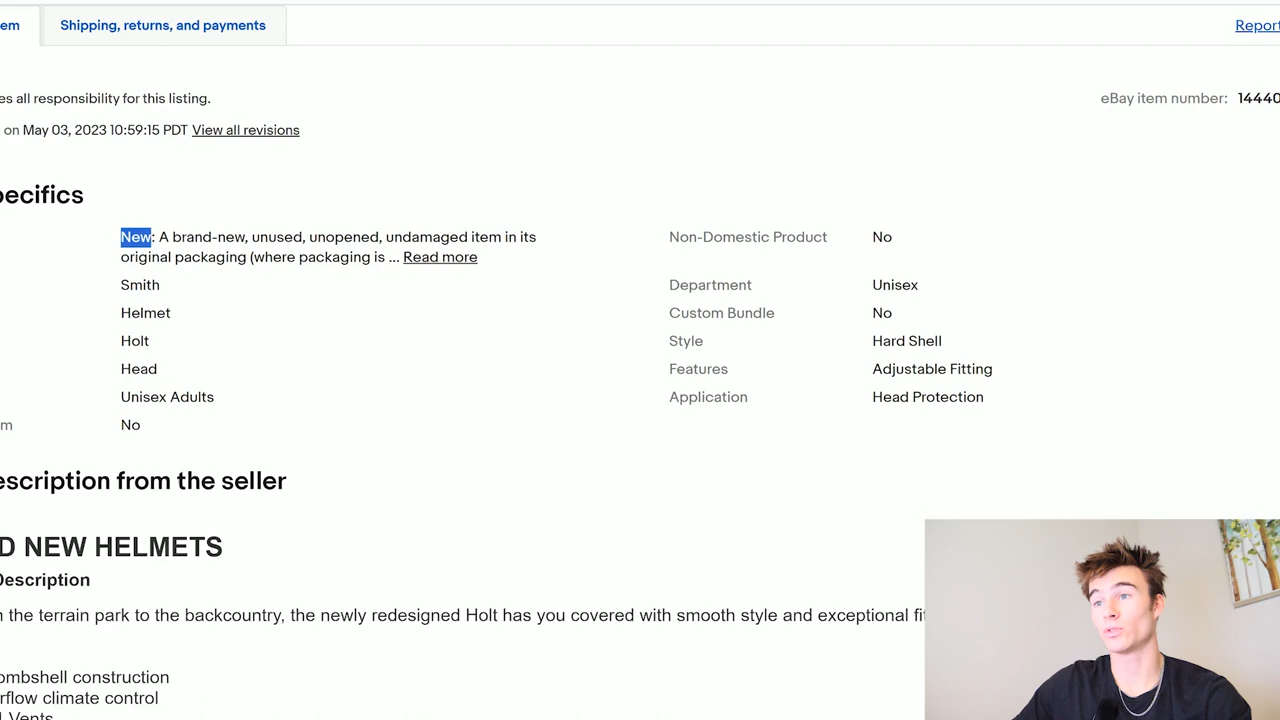 em
Shipping, returns, and payments
Report
es all responsibility for this listing.
eBay item number: 14440
on May 03, 2023 10:59:15 PDT View all revisions
pecifics
New: A brand-new, unused, unopened, undamaged item in its
original packaging (where packaging is ... Read more
Non-Domestic Product No
Smith
Department Unisex
Helmet
Custom Bundle No
Holt
Style Hard Shell
Head
Features Adjustable Fitting
Unisex Adults
Application Head Protection
m No
escription from the seller
D NEW HELMETS
Description
the terrain park to the backcountry, the newly redesigned Holt has you covered with smooth style and exceptional fi
ombshell construction
rflow climate control
Vents